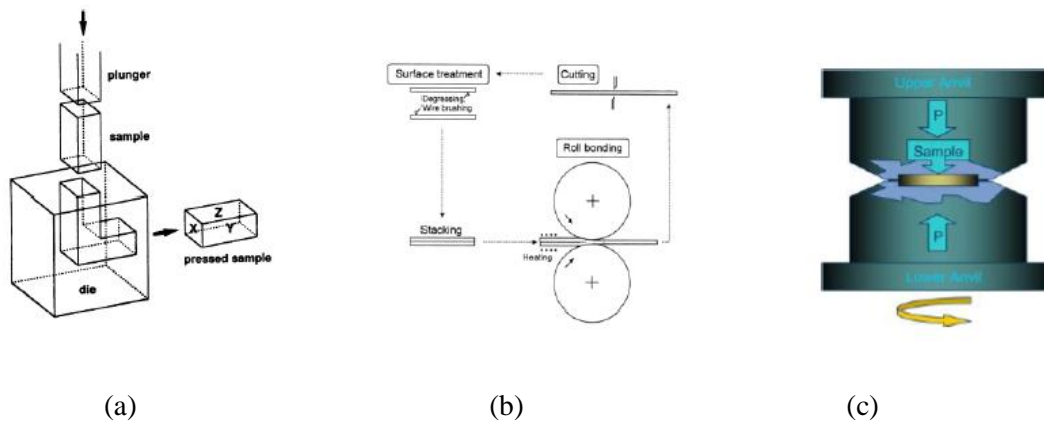 plunger
sample
Z
X Y
pressed sample
die
Surface treatment
Cutting
Degreasing
Wire brushing
Roll bonding
Stacking
Heating
Upper Anvil
P
Sample
P
Lower Anvil
(a) (b) (c)